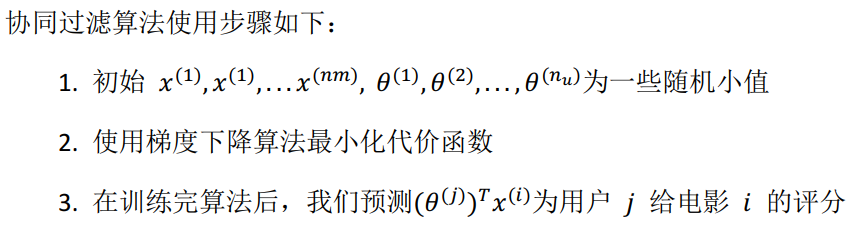 协同过滤算法使用步骤如下：
1. 初始 x⁽¹⁾, x⁽¹⁾, ... x⁽ⁿᵐ⁾, θ⁽¹⁾, θ⁽²⁾, ..., θ⁽ⁿᵤ⁾为一些随机小值
2. 使用梯度下降算法最小化代价函数
3. 在训练完算法后，我们预测(θ⁽ʲ⁾)ᵀx⁽ⁱ⁾为用户 j 给电影 i 的评分